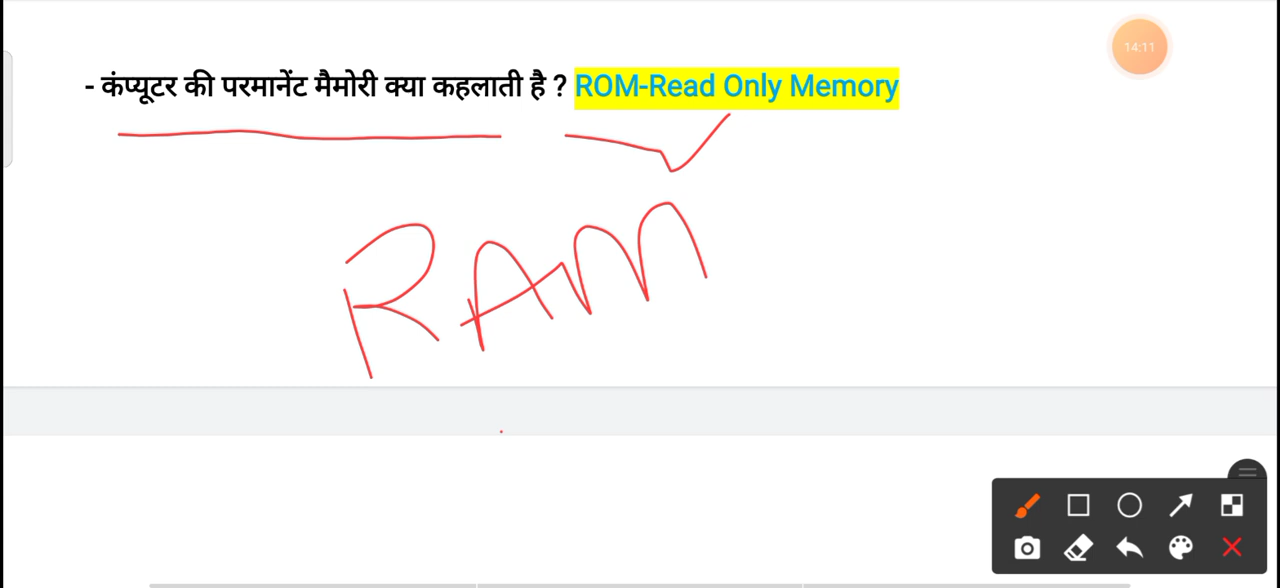 14:11
- कंप्यूटर की परमानेंट मैमोरी क्या कहलाती है ? ROM-Read Only Memory
RAM